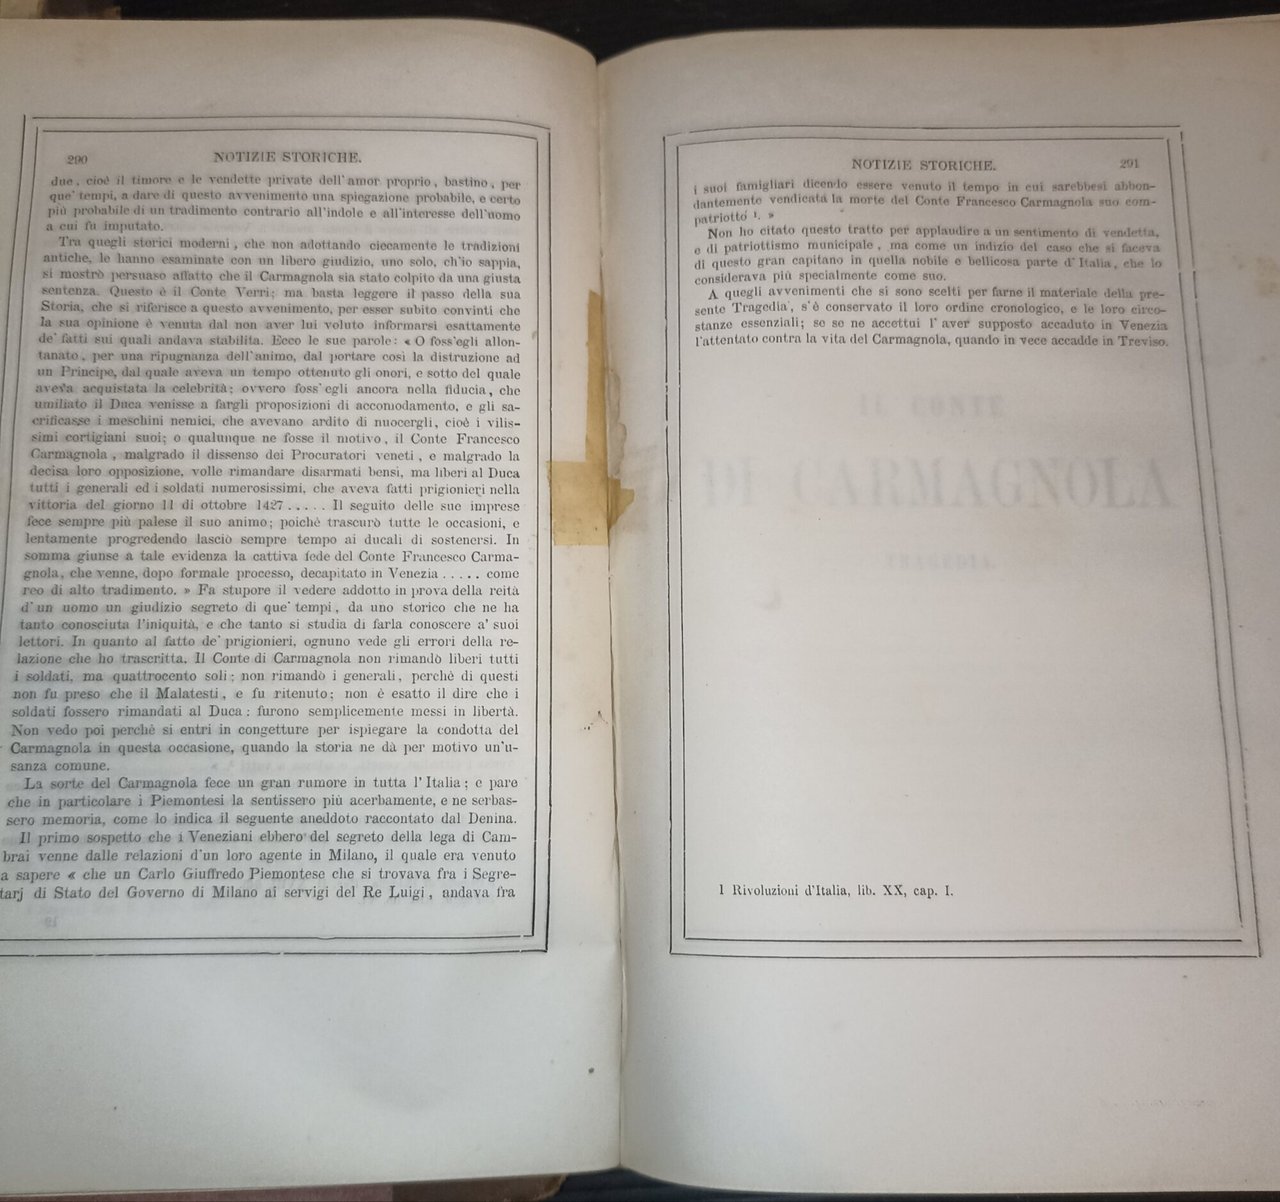 290 NOTIZIE STORICHE.
due, cioè il timore e le vendette private dell'amor proprio, bastino, per
que' tempi, a dare di questo avvenimento una spiegazione probabile, e certo
più probabile di un tradimento contrario all'indole e all'interesse dell'uomo
a cui fu imputato.
Tra quegli storici moderni, che non adottando ciecamente le tradizioni
antiche, le hanno esaminate con un libero giudizio, uno solo, ch'io sappia,
si mostrò persuaso affatto che il Carmagnola sia stato colpito da una giusta
sentenza. Questo è il Conte Verri; ma basta leggere il passo della sua
Storia, che si riferisce a questo avvenimento, per esser subito convinti che
la sua opinione è venuta dal non aver lui voluto informarsi esattamente
de' fatti sui quali andava stabilita. Ecco le sue parole: « O foss'egli allon-
tanato, per una ripugnanza dell'animo, dal portare così la distruzione ad
un Principe, dal quale aveva un tempo ottenuto gli onori, e sotto del quale
aveva acquistata la celebrità; ovvero foss'egli ancora nella fiducia, che
umiliato il Duca venisse a fargli proposizioni di accomodamento, e gli sa-
crificasse i meschini nemici, che avevano ardito di nuocergli, cioè i vilis-
simi cortigiani suoi; o qualunque ne fosse il motivo, il Conte Francesco
Carmagnola, malgrado il dissenso dei Procuratori veneti, e malgrado la
decisa loro opposizione, volle rimandare disarmati bensì, ma liberi al Duca
tutti i generali ed i soldati numerosissimi, che aveva fatti prigionieri nella
vittoria del giorno 11 di ottobre 1427 . . . . . Il seguito delle sue imprese
fece sempre più palese il suo animo; poichè trascurò tutte le occasioni, e
lentamente progredendo lasciò sempre tempo ai ducali di sostenersi. In
somma giunse a tale evidenza la cattiva fede del Conte Francesco Carma-
gnola, che venne, dopo formale processo, decapitato in Venezia . . . . . come
reo di alto tradimento. » Fa stupore il vedere addotto in prova della reità
d'un uomo un giudizio segreto di que' tempi, da uno storico che ne ha
tanto conosciuta l'iniquità, e che tanto si studia di farla conoscere a' suoi
lettori. In quanto al fatto de' prigionieri, ognuno vede gli errori della re-
lazione che ho trascritta. Il Conte di Carmagnola non rimandò liberi tutti
i soldati, ma quattrocento soli; non rimandò i generali, perchè di questi
non fu preso che il Malatesti, e fu ritenuto; non è esatto il dire che i
soldati fossero rimandati al Duca: furono semplicemente messi in libertà.
Non vedo poi perchè si entri in congetture per ispiegare la condotta del
Carmagnola in questa occasione, quando la storia ne dà per motivo un'u-
sanza comune.
La sorte del Carmagnola fece un gran rumore in tutta l'Italia; e pare
che in particolare i Piemontesi la sentissero più acerbamente, e ne serbas-
sero memoria, come lo indica il seguente aneddoto raccontato dal Denina.
Il primo sospetto che i Veneziani ebbero del segreto della lega di Cam-
brai venne dalle relazioni d'un loro agente in Milano, il quale era venuto
a sapere « che un Carlo Giuffredo Piemontese che si trovava fra i Segre-
tarj di Stato del Governo di Milano ai servigi del Re Luigi, andava fra
NOTIZIE STORICHE. 291
i suoi famigliari dicendo essere venuto il tempo in cui sarebbesi abbon-
dantemente vendicata la morte del Conte Francesco Carmagnola suo com-
patriotto 1. »
Non ho citato questo tratto per applaudire a un sentimento di vendetta,
e di patriottismo municipale, ma come un indizio del caso che si faceva
di questo gran capitano in quella nobile e bellicosa parte d'Italia, che lo
considerava più specialmente come suo.
A quegli avvenimenti che si sono scelti per farne il materiale della pre-
sente Tragedia, s'è conservato il loro ordine cronologico, e le loro circo-
stanze essenziali; se se ne accettui l'aver supposto accaduto in Venezia
l'attentato contra la vita del Carmagnola, quando in vece accadde in Treviso.
IL CONTE
DI CARMAGNOLA
TRAGEDIA
1 Rivoluzioni d'Italia, lib. XX, cap. I.